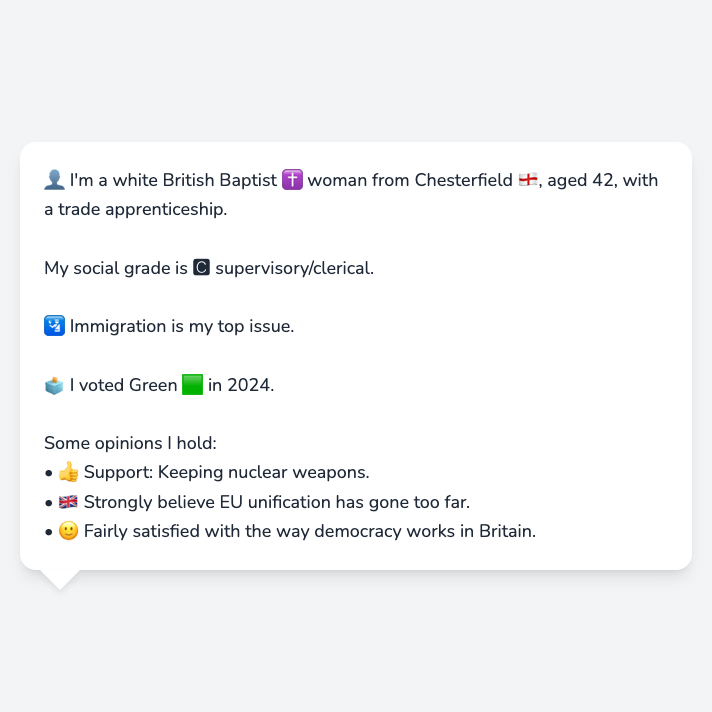 👤 I'm a white British Baptist ✝️ woman from Chesterfield 🏴󠁧󠁢󠁥󠁮󠁧󠁿, aged 42, with
a trade apprenticeship.
My social grade is 🅲 supervisory/clerical.
🛂 Immigration is my top issue.
🗳️ I voted Green 🟩 in 2024.
Some opinions I hold:
• 👍 Support: Keeping nuclear weapons.
• 🇬🇧 Strongly believe EU unification has gone too far.
• 🙂 Fairly satisfied with the way democracy works in Britain.